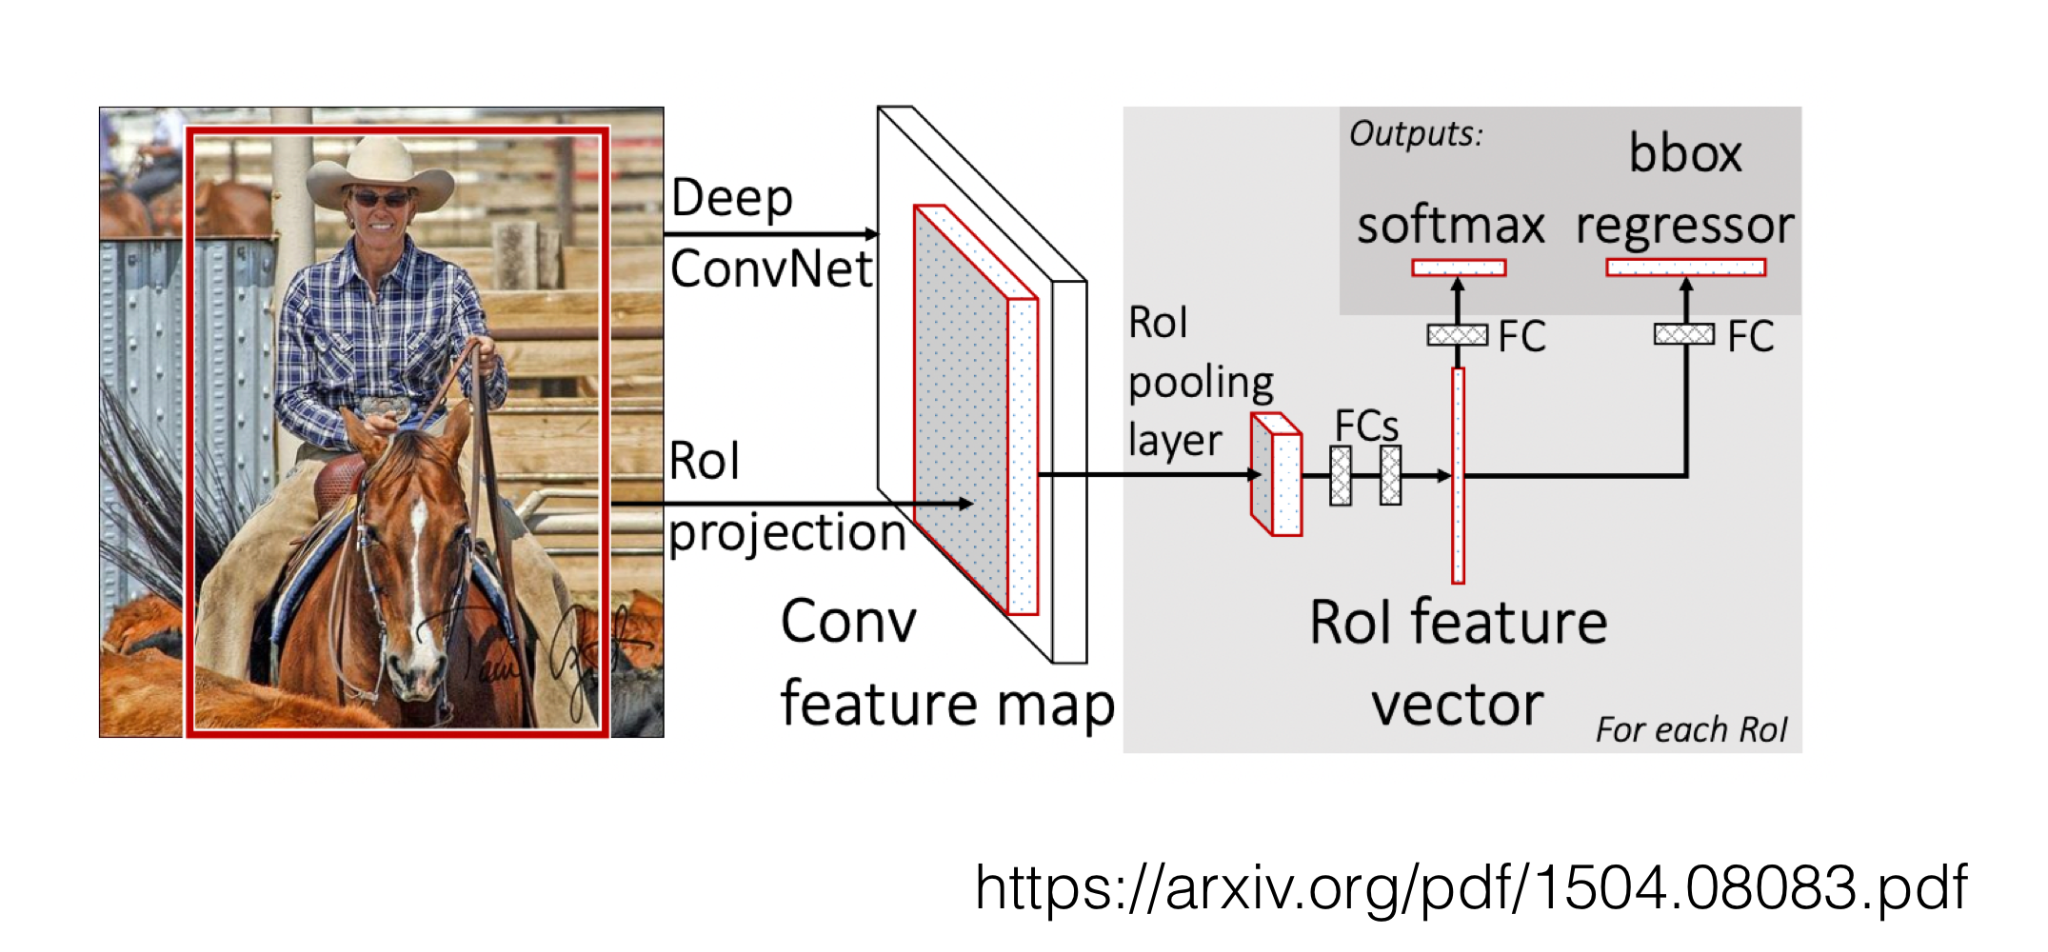 Deep
ConvNet
RoI
projection
Conv
feature map
RoI
pooling
layer
FCs
Outputs:
softmax
bbox
regressor
FC
FC
RoI feature
vector
For each RoI
https://arxiv.org/pdf/1504.08083.pdf